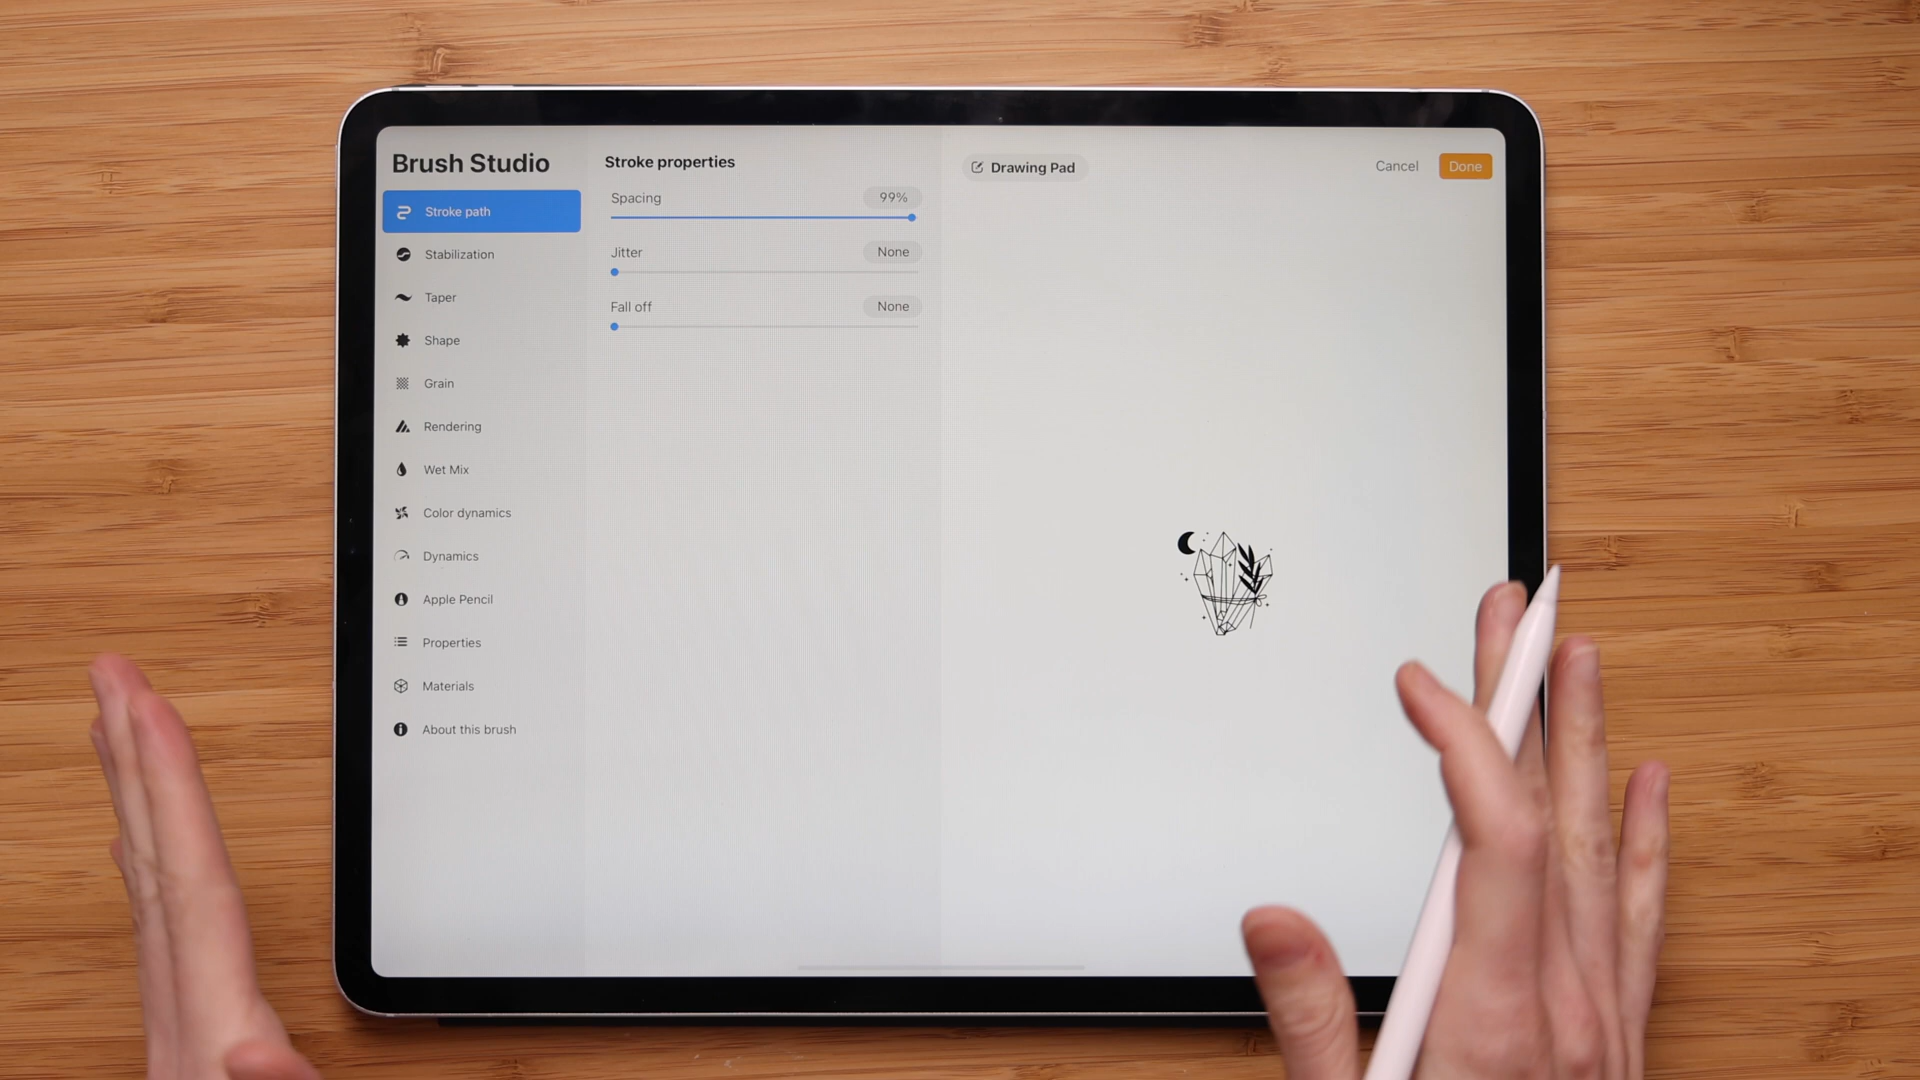 Brush Studio
Stroke path
Stabilization
Taper
Shape
Grain
Rendering
Wet Mix
Color dynamics
Dynamics
Apple Pencil
Properties
Materials
About this brush
Stroke properties
Spacing
99%
Jitter
None
Fall off
None
Drawing Pad
Cancel
Done